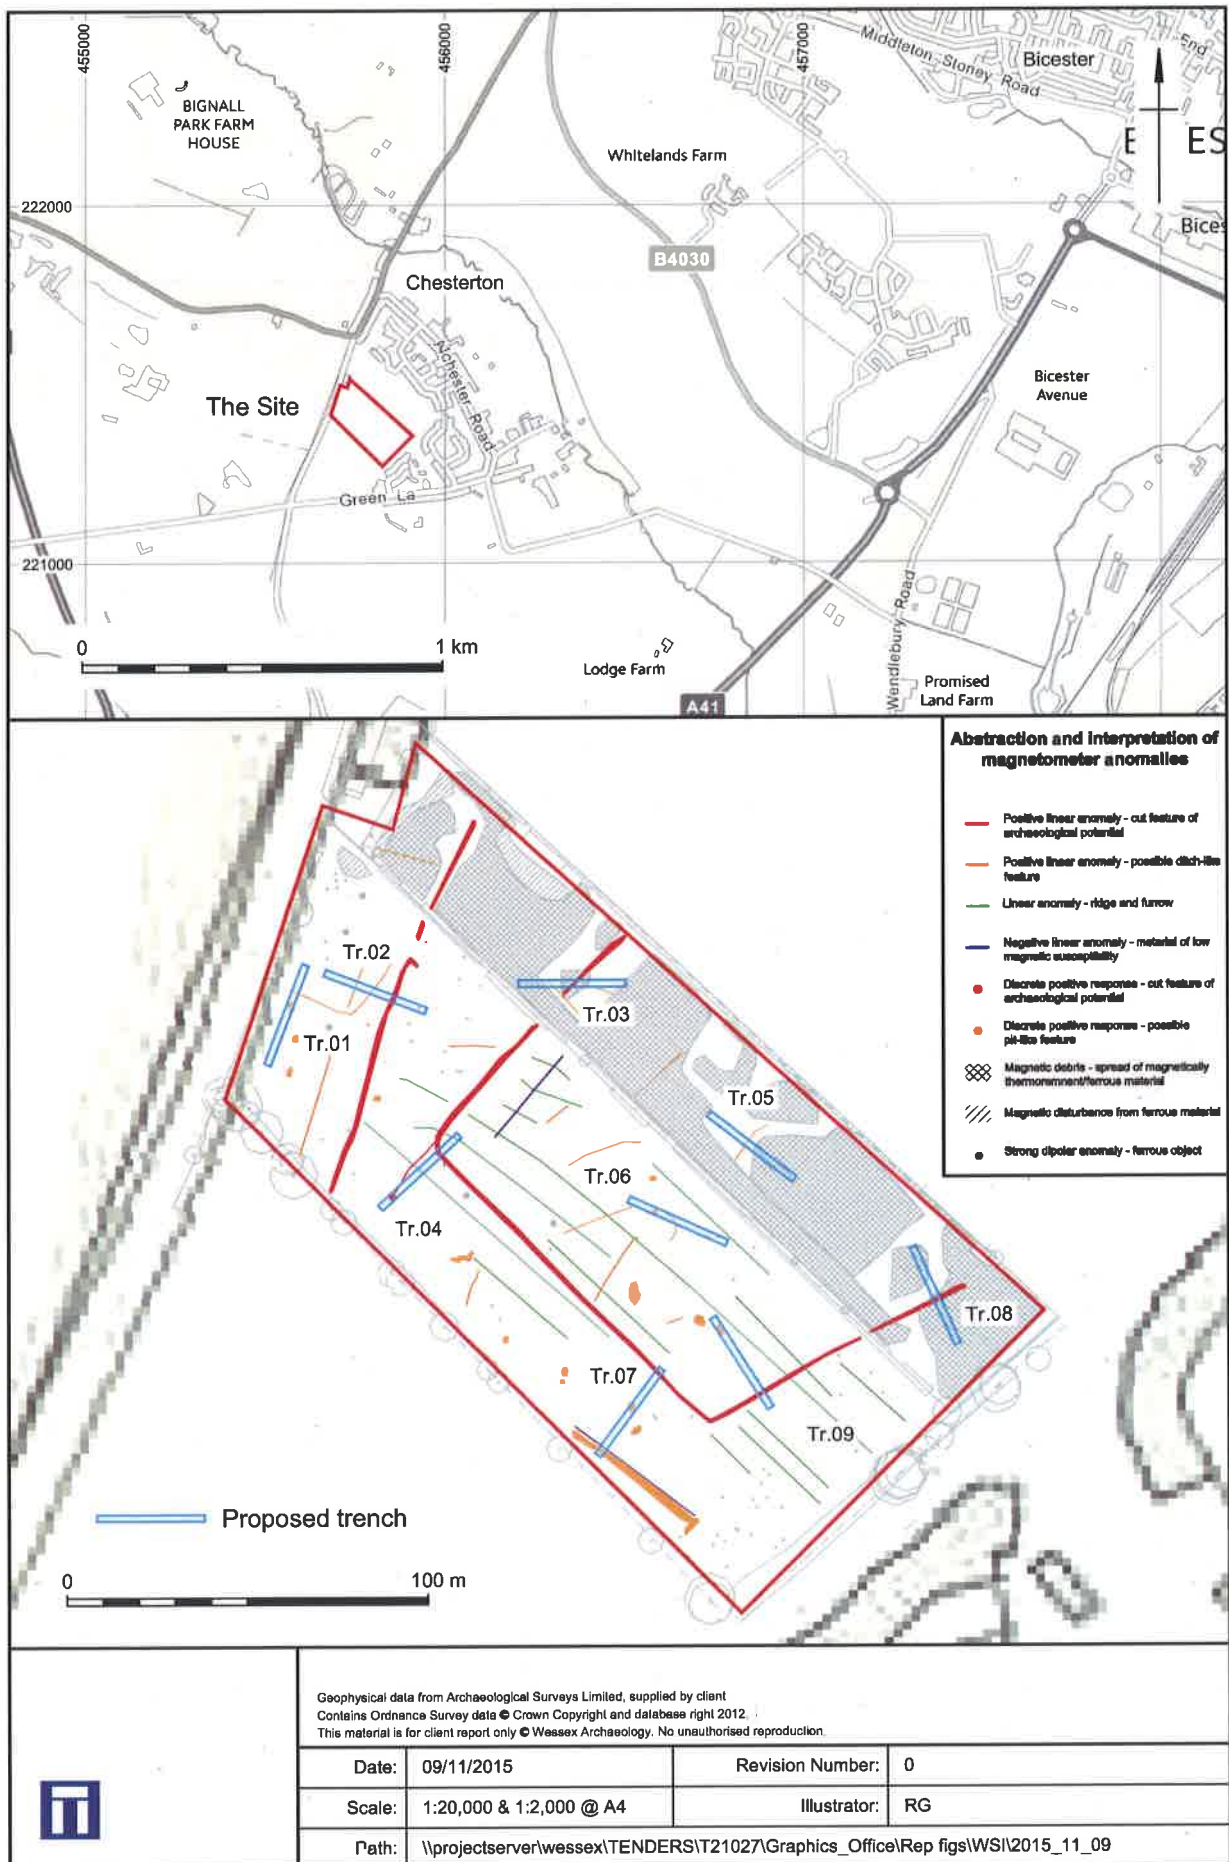 455000
456000
457000
Middleton Stoney Road
End
Bicester
BIGNALL
PARK FARM
HOUSE
E
ES
Whitelands Farm
222000
Bices
B4030
Chesterton
Alchester Road
The Site
Bicester
Avenue
Green La
221000
Wendlebury Road
0
1 km
Lodge Farm
Promised
Land Farm
A41
Abstraction and interpretation of
magnetometer anomalies
Positive linear anomaly - cut feature of
archaeological potential
Positive linear anomaly - possible ditch-like
feature
Linear anomaly - ridge and furrow
Negative linear anomaly - material of low
magnetic susceptibility
Discrete positive response - cut feature of
archaeological potential
Discrete positive response - possible
pit-like feature
Magnetic debris - spread of magnetically
thermoremnant/ferrous material
Magnetic disturbance from ferrous material
Strong dipolar anomaly - ferrous object
Tr.02
Tr.03
Tr.01
Tr.05
Tr.06
Tr.04
Tr.08
Tr.07
Tr.09
Proposed trench
0
100 m
Geophysical data from Archaeological Surveys Limited, supplied by client
Contains Ordnance Survey data © Crown Copyright and database right 2012.
This material is for client report only © Wessex Archaeology. No unauthorised reproduction.
Date: 09/11/2015 Revision Number: 0
Scale: 1:20,000 & 1:2,000 @ A4 Illustrator: RG
Path: \\projectserver\wessex\TENDERS\T21027\Graphics_Office\Rep figs\WSI\2015_11_09